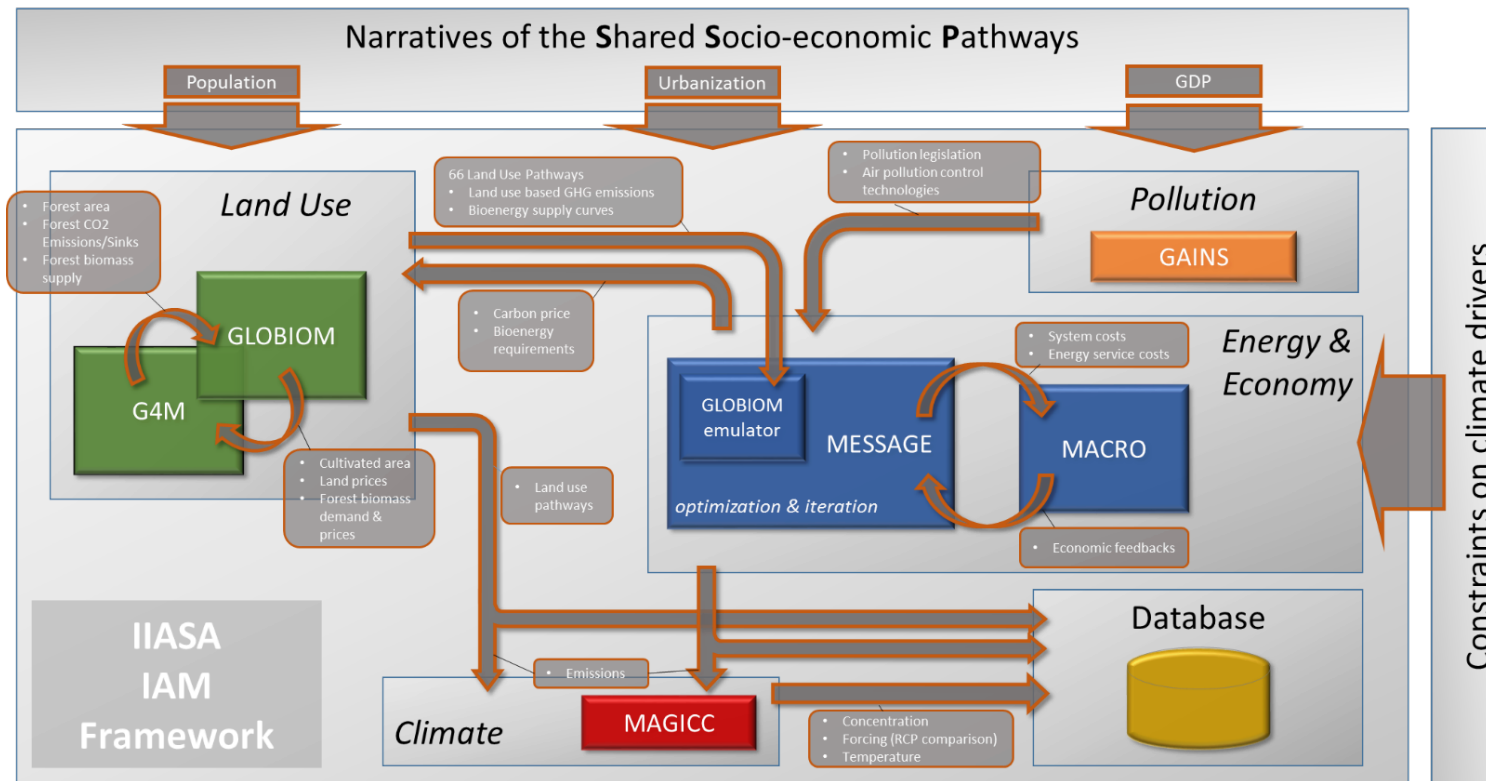 Narratives of the Shared Socio-economic Pathways
Population
Urbanization
GDP
Constraints on climate drivers
Land Use
• Forest area
• Forest CO2
Emissions/Sinks
• Forest biomass
supply
GLOBIOM
G4M
• Cultivated area
• Land prices
• Forest biomass
demand &
prices
66 Land Use Pathways
• Land use based GHG emissions
• Bioenergy supply curves
• Carbon price
• Bioenergy
requirements
• Pollution legislation
• Air pollution control
technologies
Pollution
GAINS
Energy &
Economy
• System costs
• Energy service costs
GLOBIOM
emulator
MESSAGE
optimization & iteration
MACRO
• Economic feedbacks
• Land use
pathways
IIASA
IAM
Framework
• Emissions
Climate
MAGICC
• Concentration
• Forcing (RCP comparison)
• Temperature
Database